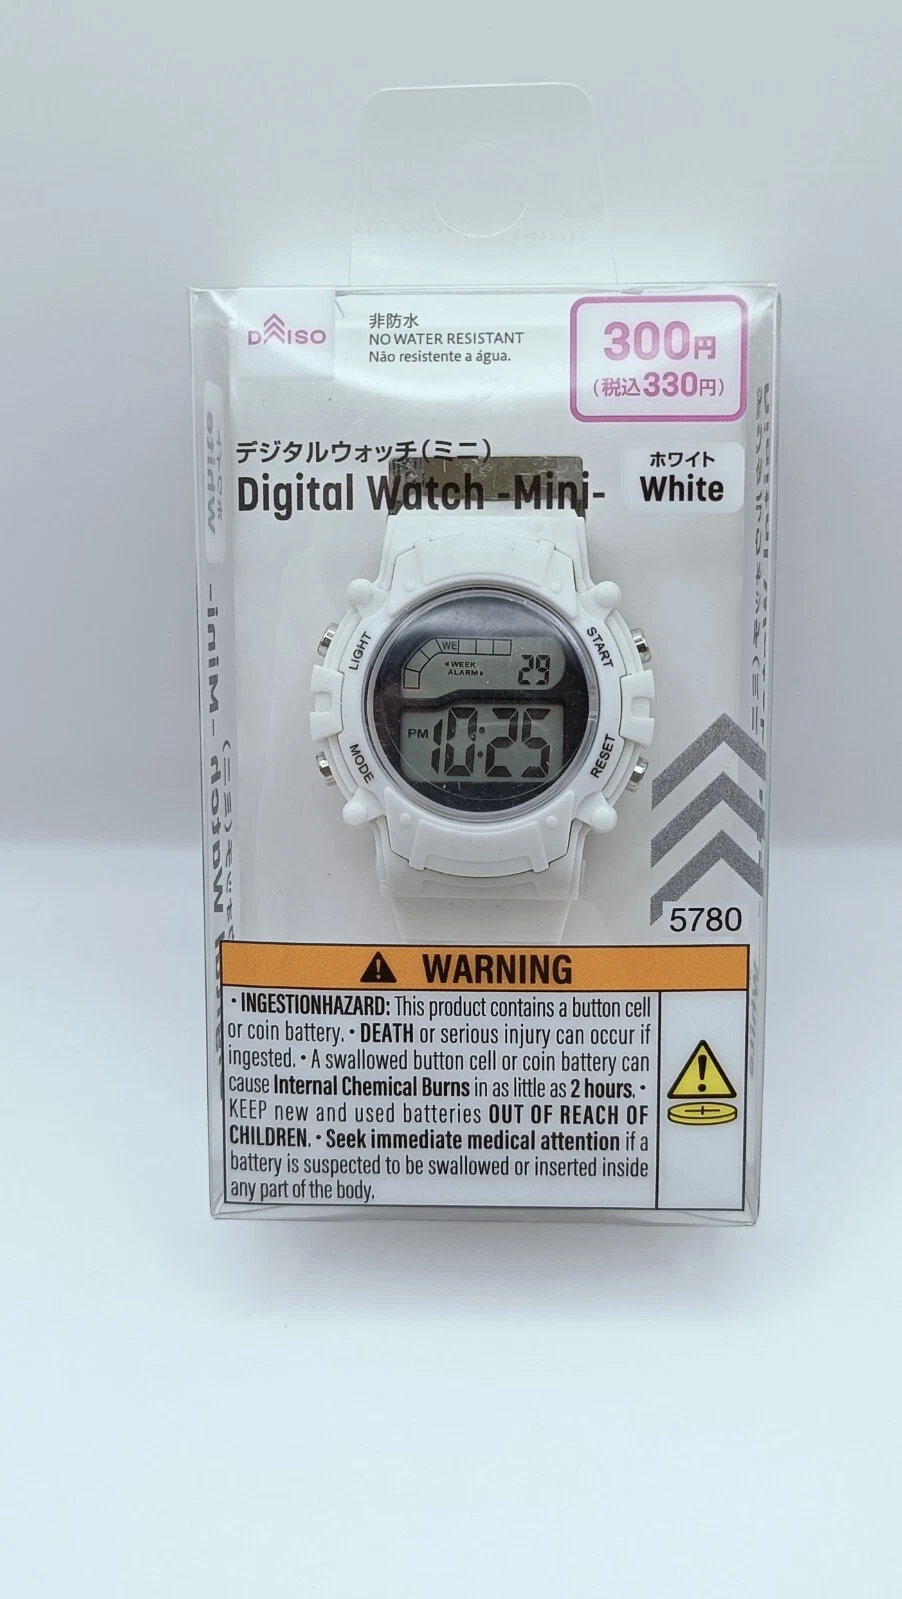 DAISO
非防水
NO WATER RESISTANT
Não resistente a água.
300円
(税込330円)
デジタルウォッチ(ミニ)
Digital Watch -Mini-
ホワイト
White
LIGHT
START
MODE
RESET
WE
◂WEEK
ALARM▸
29
PM 10:25
5780
⚠ WARNING
・INGESTIONHAZARD: This product contains a button cell
or coin battery.・DEATH or serious injury can occur if
ingested.・A swallowed button cell or coin battery can
cause Internal Chemical Burns in as little as 2 hours.・
KEEP new and used batteries OUT OF REACH OF
CHILDREN.・Seek immediate medical attention if a
battery is suspected to be swallowed or inserted inside
any part of the body.